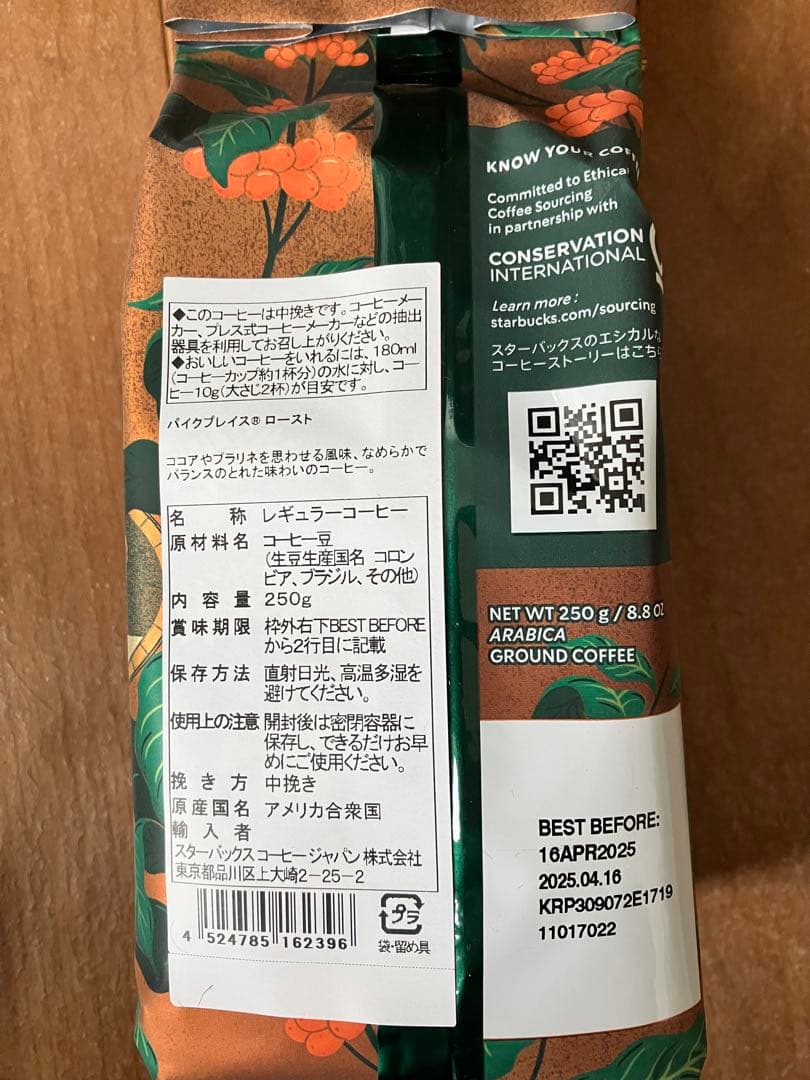 ◆このコーヒーは中挽きです。コーヒーメー
カー、プレス式コーヒーメーカーなどの抽出
器具を利用してお召し上がりください。
◆おいしいコーヒーをいれるには、180ml
(コーヒーカップ約1杯分)の水に対し、コー
ヒー10g(大さじ2杯)が目安です。
パイクプレイス® ロースト
ココアやプラリネを思わせる風味、なめらかで
バランスのとれた味わいのコーヒー。
名称 レギュラーコーヒー
原材料名 コーヒー豆
(生豆生産国名 コロン
ビア、ブラジル、その他)
内容量 250g
賞味期限 枠外右下BEST BEFORE
から2行目に記載
保存方法 直射日光、高温多湿を
避けてください。
使用上の注意 開封後は密閉容器に
保存し、できるだけお早
めにご使用ください。
挽き方 中挽き
原産国名 アメリカ合衆国
輸入者
スターバックス コーヒー ジャパン 株式会社
東京都品川区上大崎2-25-2
4 524785 162396
プラ
袋・留め具
KNOW YOUR
Committed to Ethical
Coffee Sourcing
in partnership with
CONSERVATION
INTERNATIONAL
Learn more:
starbucks.com/sourcing
スターバックスのエシカルな
コーヒーストーリーはこちら
NET WT 250 g / 8.8 OZ
ARABICA
GROUND COFFEE
BEST BEFORE:
16APR2025
2025.04.16
KRP309072E1719
11017022